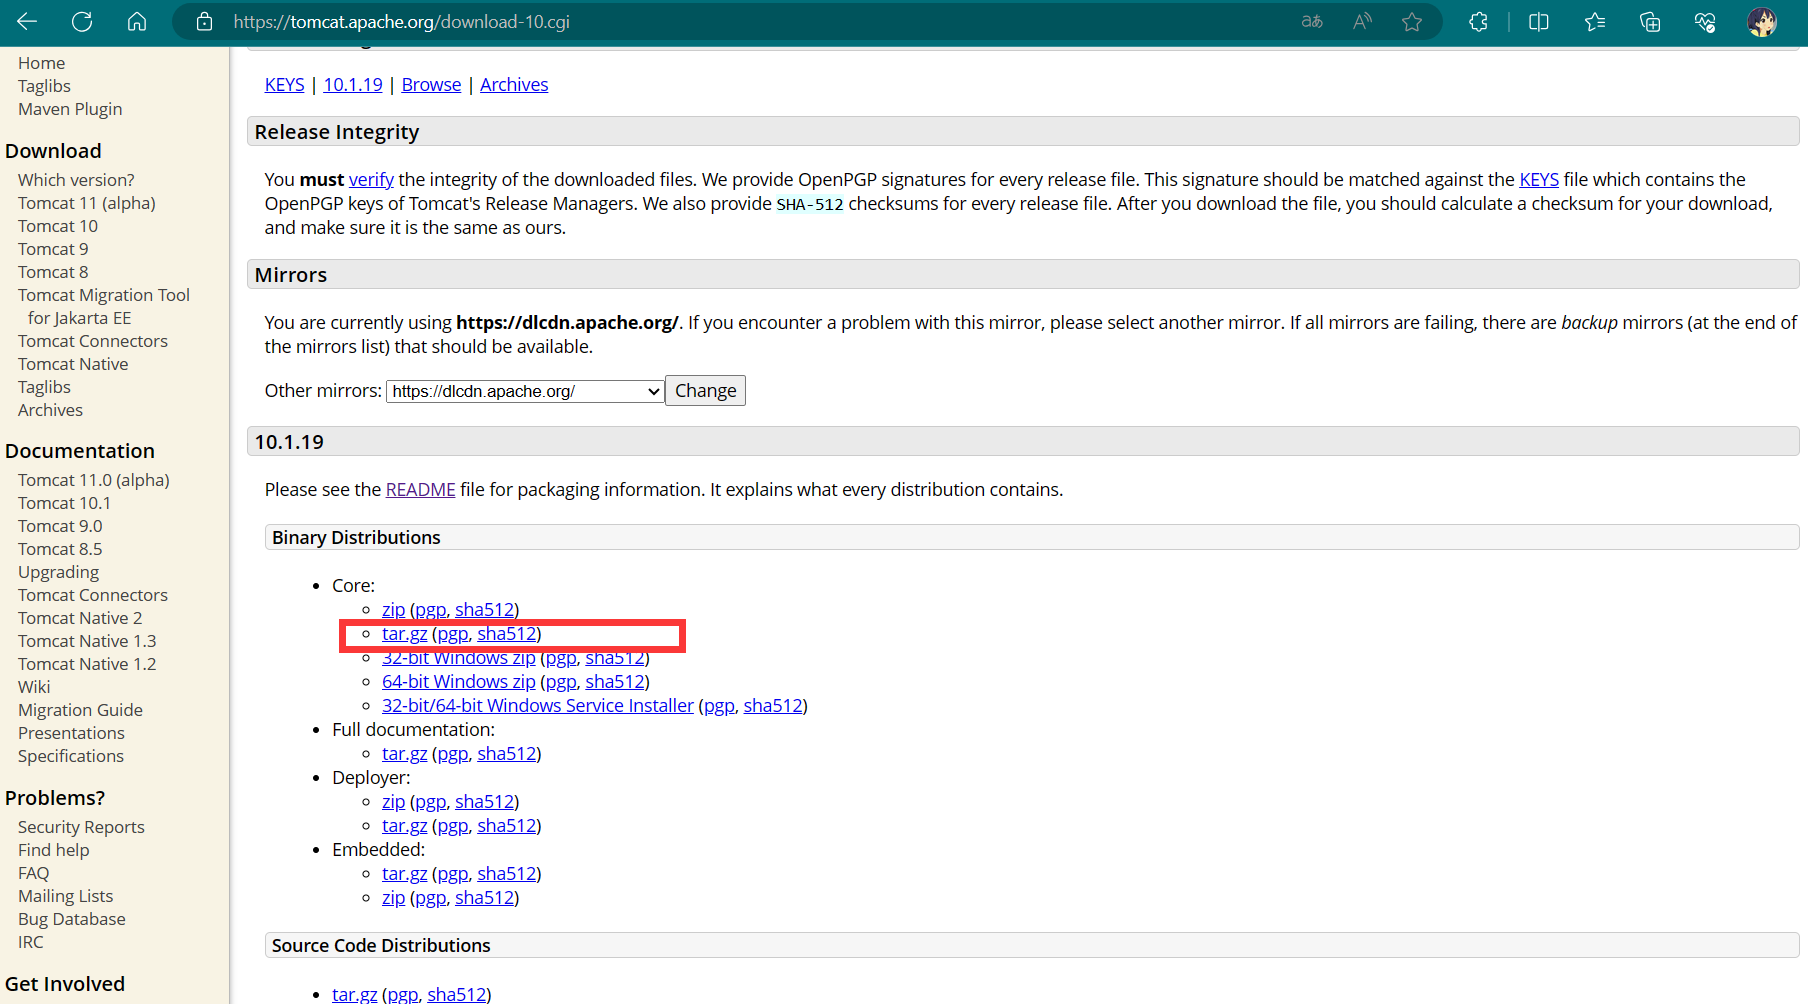 https://tomcat.apache.org/download-10.cgi
Home
Taglibs
Maven Plugin
Download
Which version?
Tomcat 11 (alpha)
Tomcat 10
Tomcat 9
Tomcat 8
Tomcat Migration Tool
for Jakarta EE
Tomcat Connectors
Tomcat Native
Taglibs
Archives
Documentation
Tomcat 11.0 (alpha)
Tomcat 10.1
Tomcat 9.0
Tomcat 8.5
Upgrading
Tomcat Connectors
Tomcat Native 2
Tomcat Native 1.3
Tomcat Native 1.2
Wiki
Migration Guide
Presentations
Specifications
Problems?
Security Reports
Find help
FAQ
Mailing Lists
Bug Database
IRC
Get Involved
KEYS | 10.1.19 | Browse | Archives
Release Integrity
You must verify the integrity of the downloaded files. We provide OpenPGP signatures for every release file. This signature should be matched against the KEYS file which contains the
OpenPGP keys of Tomcat's Release Managers. We also provide SHA-512 checksums for every release file. After you download the file, you should calculate a checksum for your download,
and make sure it is the same as ours.
Mirrors
You are currently using https://dlcdn.apache.org/. If you encounter a problem with this mirror, please select another mirror. If all mirrors are failing, there are backup mirrors (at the end of
the mirrors list) that should be available.
Other mirrors: https://dlcdn.apache.org/ Change
10.1.19
Please see the README file for packaging information. It explains what every distribution contains.
Binary Distributions
• Core:
zip (pgp, sha512)
tar.gz (pgp, sha512)
32-bit Windows zip (pgp, sha512)
64-bit Windows zip (pgp, sha512)
32-bit/64-bit Windows Service Installer (pgp, sha512)
• Full documentation:
tar.gz (pgp, sha512)
• Deployer:
zip (pgp, sha512)
tar.gz (pgp, sha512)
• Embedded:
tar.gz (pgp, sha512)
zip (pgp, sha512)
Source Code Distributions
• tar.gz (pgp, sha512)